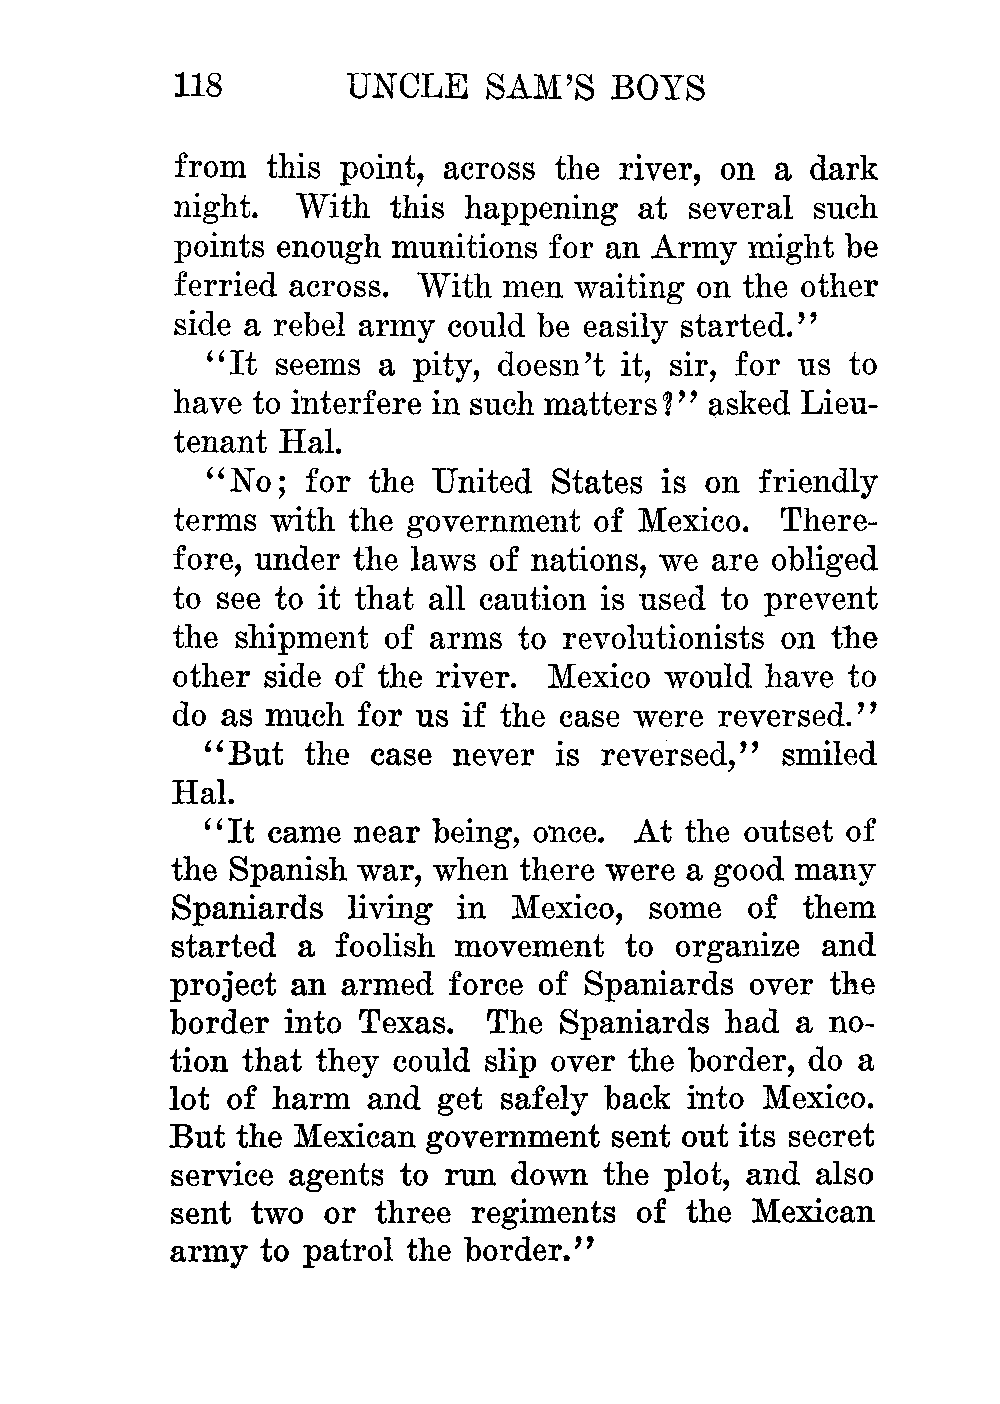 118 UNCLE SAM'S BOYS
from this point, across the river, on a dark
night. With this happening at several such
points enough munitions for an Army might be
ferried across. With men waiting on the other
side a rebel army could be easily started."
"It seems a pity, doesn't it, sir, for us to
have to interfere in such matters?" asked Lieu-
tenant Hal.
"No; for the United States is on friendly
terms with the government of Mexico. There-
fore, under the laws of nations, we are obliged
to see to it that all caution is used to prevent
the shipment of arms to revolutionists on the
other side of the river. Mexico would have to
do as much for us if the case were reversed."
"But the case never is reversed," smiled
Hal.
"It came near being, once. At the outset of
the Spanish war, when there were a good many
Spaniards living in Mexico, some of them
started a foolish movement to organize and
project an armed force of Spaniards over the
border into Texas. The Spaniards had a no-
tion that they could slip over the border, do a
lot of harm and get safely back into Mexico.
But the Mexican government sent out its secret
service agents to run down the plot, and also
sent two or three regiments of the Mexican
army to patrol the border."